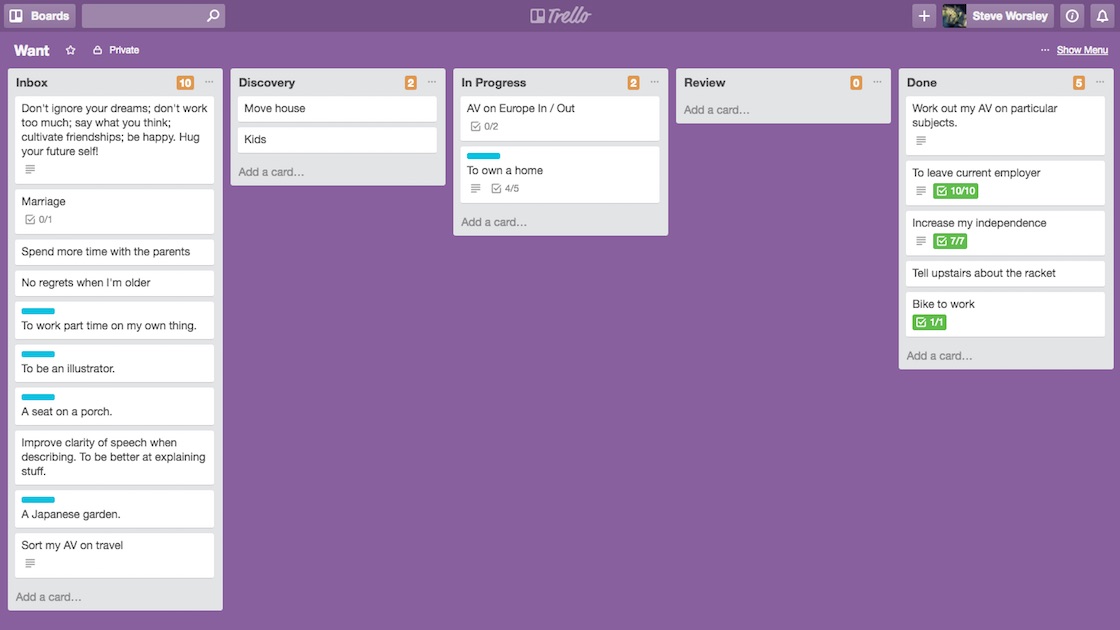 Boards
Trello
Steve Worsley
Want
Private
Show Menu
Inbox
10
Don't ignore your dreams; don't work
too much; say what you think;
cultivate friendships; be happy. Hug
your future self!
Marriage
0/1
Spend more time with the parents
No regrets when I'm older
To work part time on my own thing.
To be an illustrator.
A seat on a porch.
Improve clarity of speech when
describing. To be better at explaining
stuff.
A Japanese garden.
Sort my AV on travel
Add a card…
Discovery
2
Move house
Kids
Add a card…
In Progress
2
AV on Europe In / Out
0/2
To own a home
4/5
Add a card…
Review
0
Add a card…
Done
5
Work out my AV on particular
subjects.
To leave current employer
10/10
Increase my independence
7/7
Tell upstairs about the racket
Bike to work
1/1
Add a card…